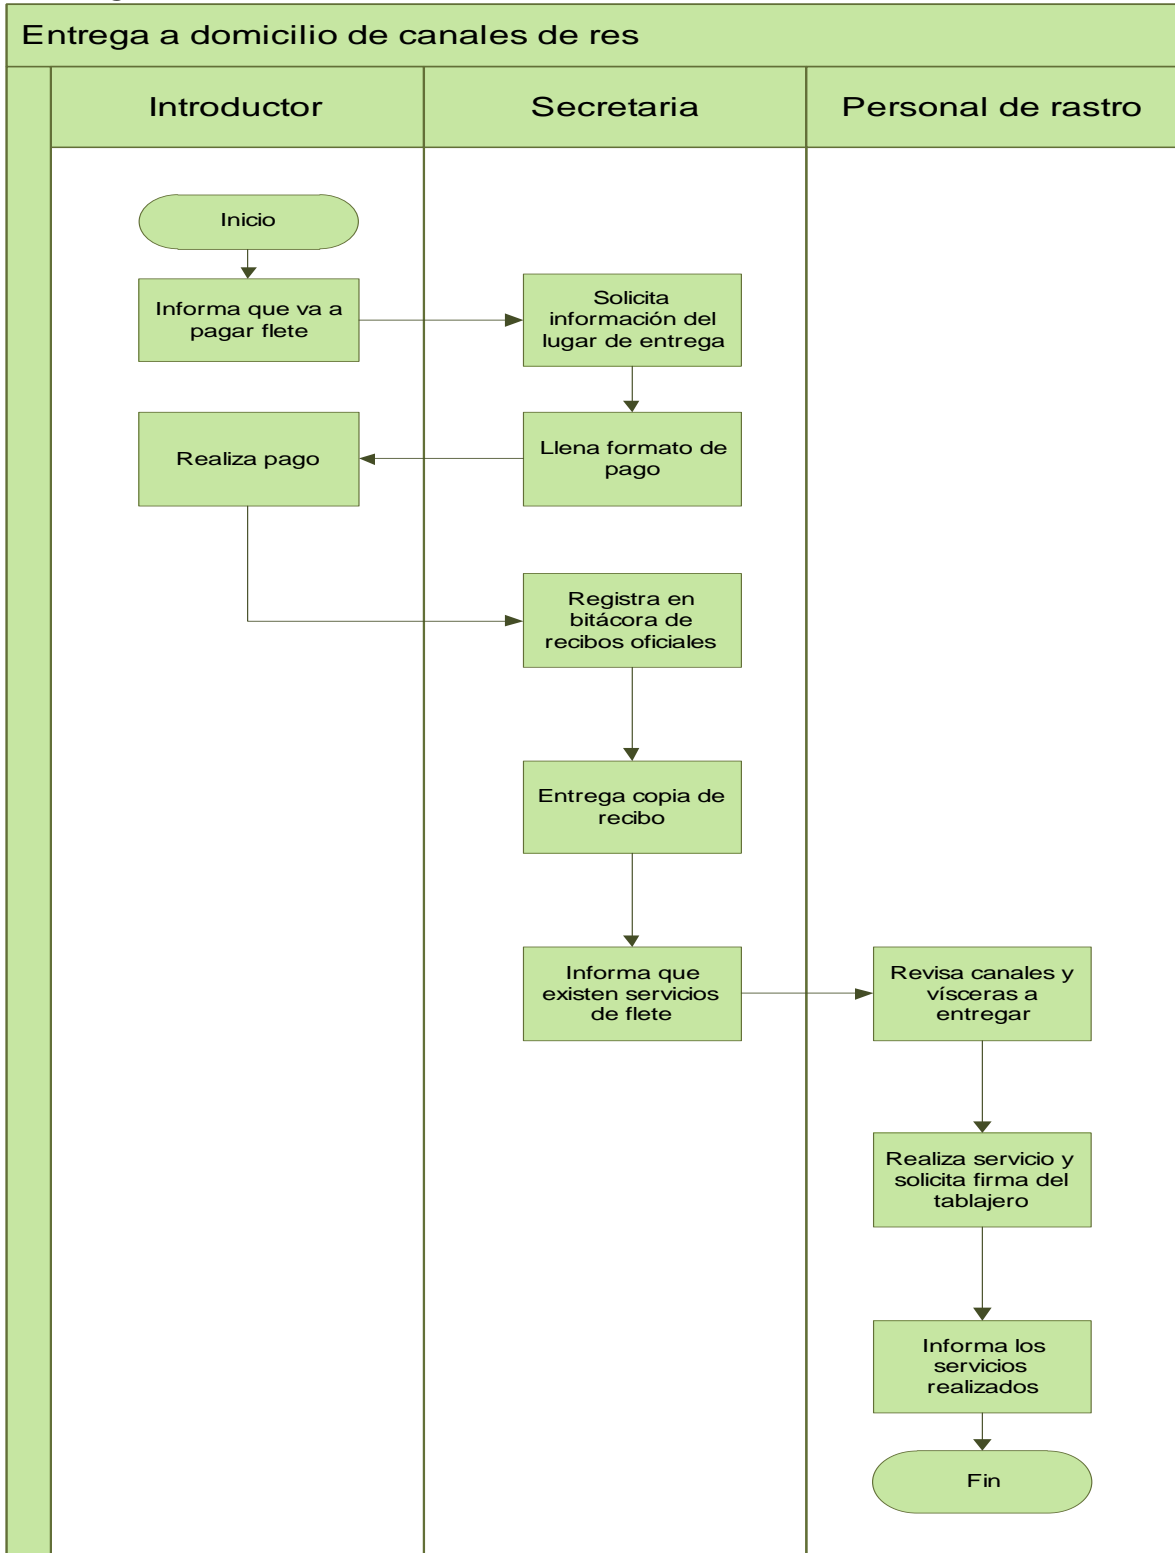 Entrega a domicilio de canales de res
Introductor
Secretaria
Personal de rastro
Inicio
Informa que va a
pagar flete
Solicita
información del
lugar de entrega
Realiza pago
Llena formato de
pago
Registra en
bitácora de
recibos oficiales
Entrega copia de
recibo
Informa que
existen servicios
de flete
Revisa canales y
vísceras a
entregar
Realiza servicio y
solicita firma del
tablajero
Informa los
servicios
realizados
Fin